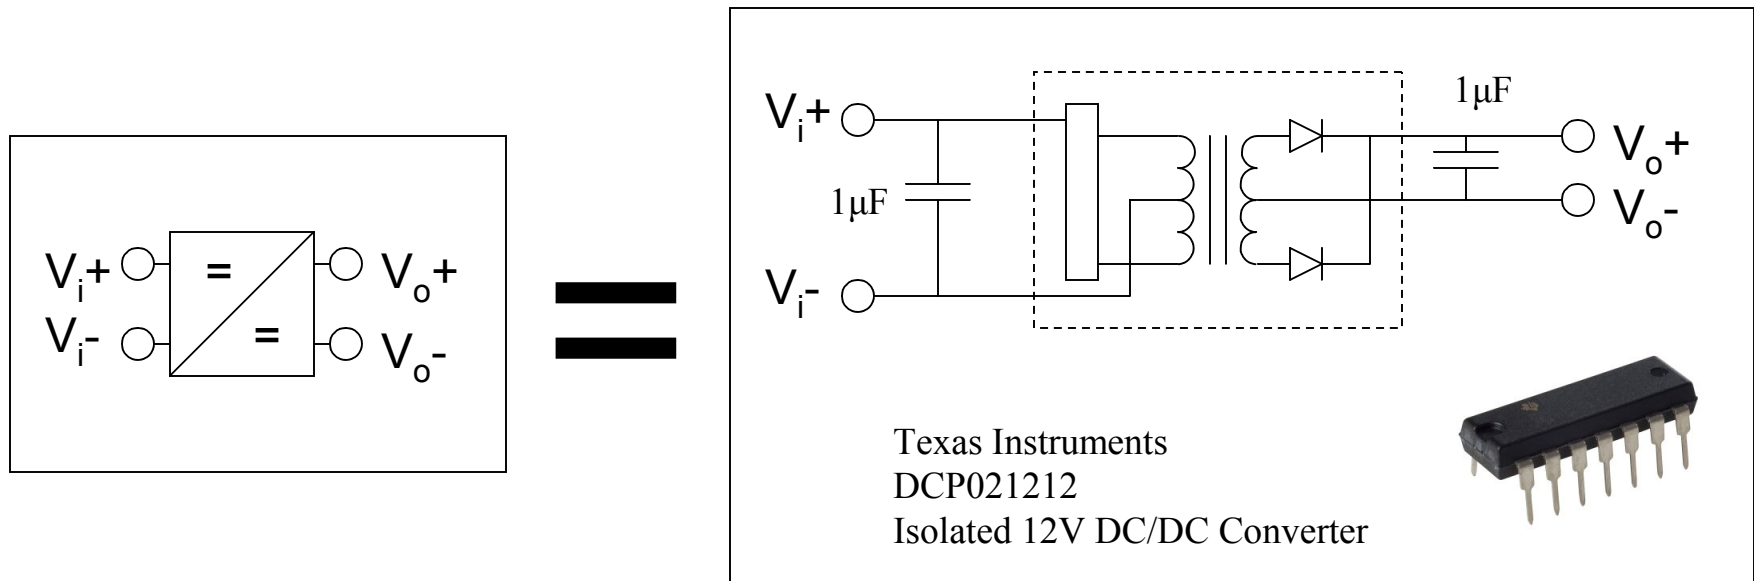 Vi+
Vi-
=
=
Vo+
Vo-
Vi+
1μF
Vi-
1μF
Vo+
Vo-
Texas Instruments
DCP021212
Isolated 12V DC/DC Converter